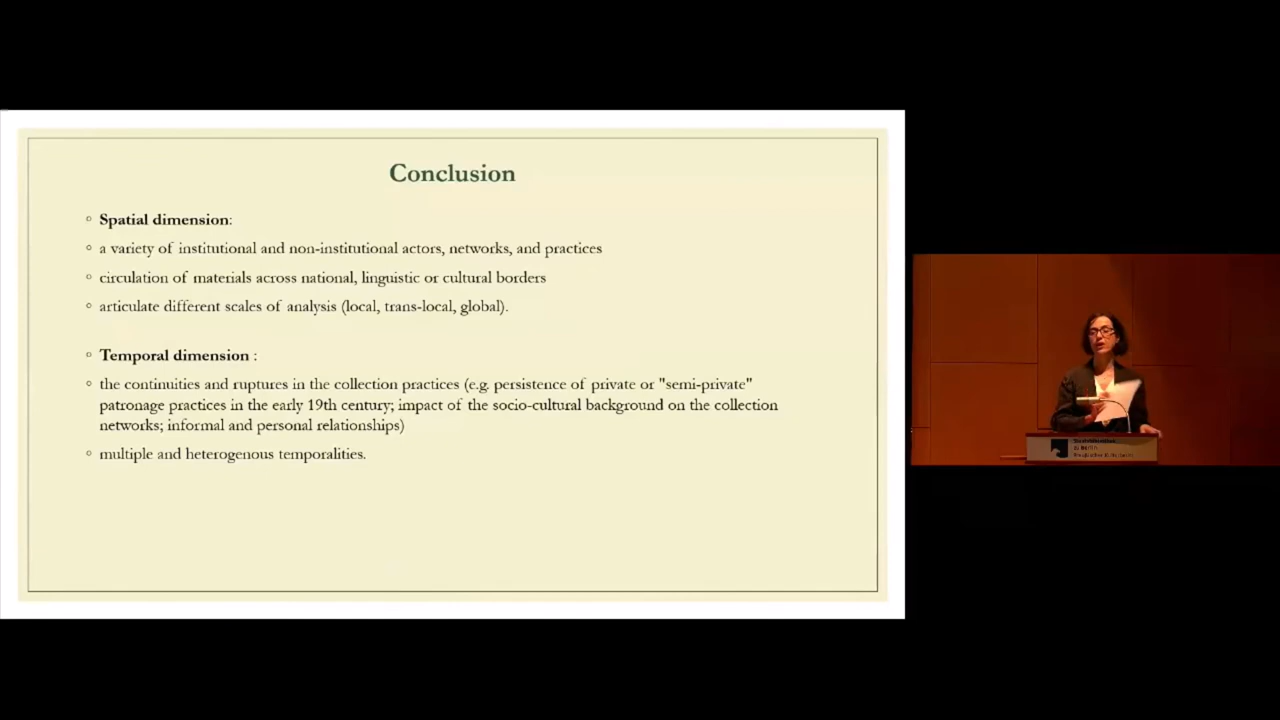 Conclusion
Spatial dimension:
a variety of institutional and non-institutional actors, networks, and practices
circulation of materials across national, linguistic or cultural borders
articulate different scales of analysis (local, trans-local, global).
Temporal dimension :
the continuities and ruptures in the collection practices (e.g. persistence of private or "semi-private"
patronage practices in the early 19th century; impact of the socio-cultural background on the collection
networks; informal and personal relationships)
multiple and heterogenous temporalities.